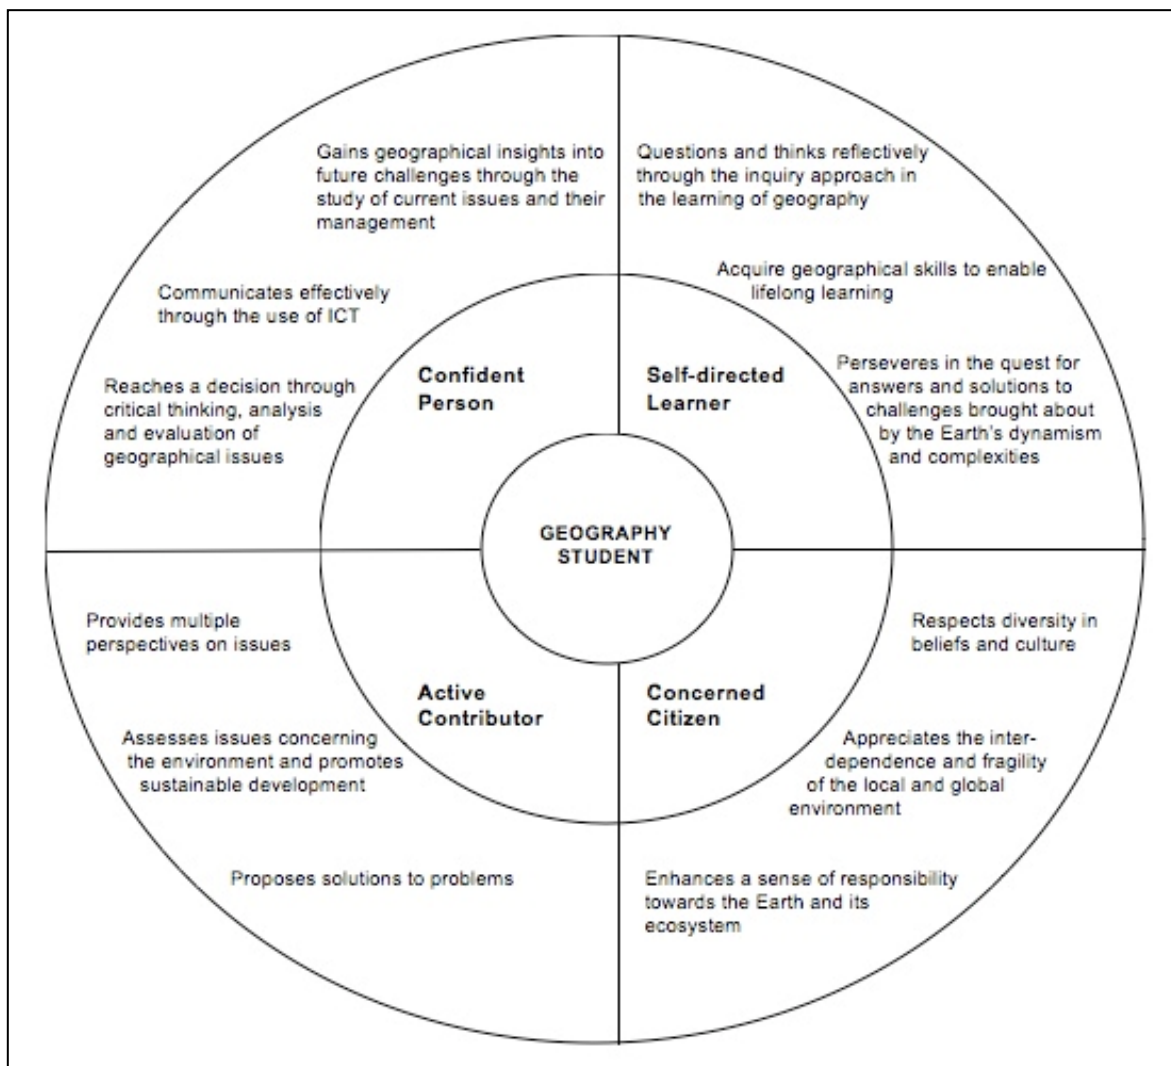 Gains geographical insights into
future challenges through the
study of current issues and their
management
Communicates effectively
through the use of ICT
Reaches a decision through
critical thinking, analysis
and evaluation of
geographical issues
Confident
Person
Questions and thinks reflectively
through the inquiry approach in
the learning of geography
Acquire geographical skills to enable
lifelong learning
Perseveres in the quest for
answers and solutions to
challenges brought about
by the Earth's dynamism
and complexities
Self-directed
Learner
GEOGRAPHY
STUDENT
Provides multiple
perspectives on issues
Assesses issues concerning
the environment and promotes
sustainable development
Proposes solutions to problems
Active
Contributor
Concerned
Citizen
Respects diversity in
beliefs and culture
Appreciates the inter-
dependence and fragility
of the local and global
environment
Enhances a sense of responsibility
towards the Earth and its
ecosystem